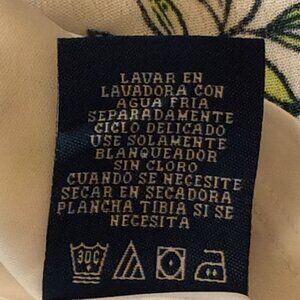 LAVAR EN
LAVADORA CON
AGUA FRIA
SEPARADAMENTE
CICLO DELICADO
USE SOLAMENTE
BLANQUEADOR
SIN CLORO
CUANDO SE NECESITE
SECAR EN SECADORA
PLANCHA TIBIA SI SE
NECESITA
30C